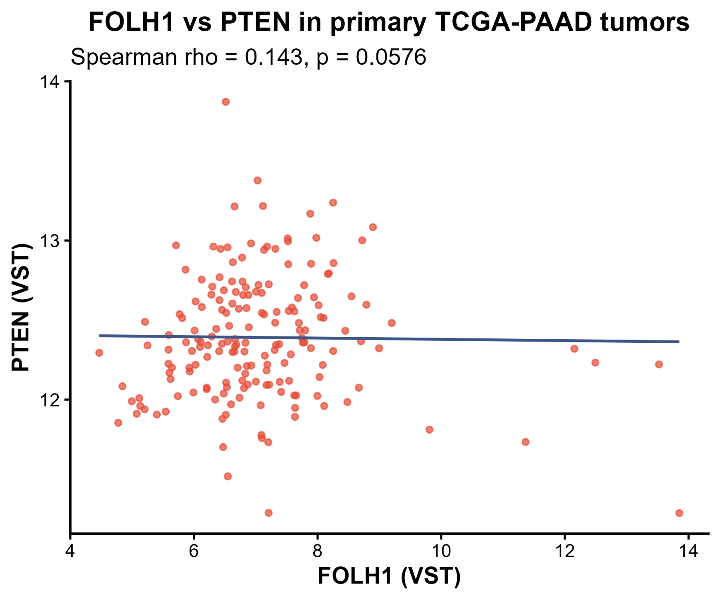 FOLH1 vs PTEN in primary TCGA-PAAD tumors
Spearman rho = 0.143, p = 0.0576
14
13
12
PTEN (VST)
4
6
8
10
12
14
FOLH1 (VST)